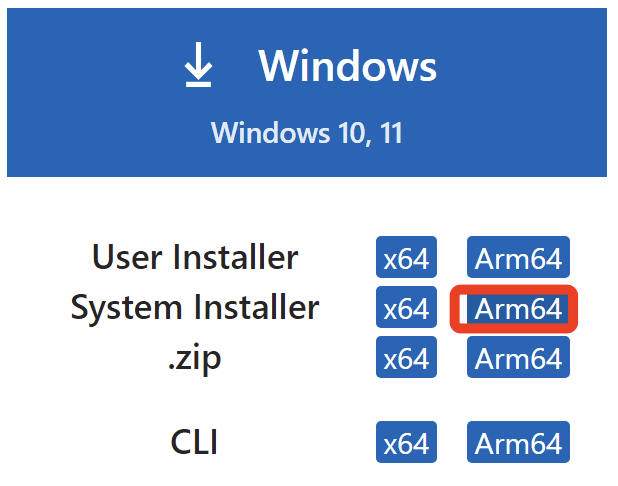 Windows
Windows 10, 11
User Installer x64 Arm64
System Installer x64 Arm64
.zip x64 Arm64
CLI x64 Arm64